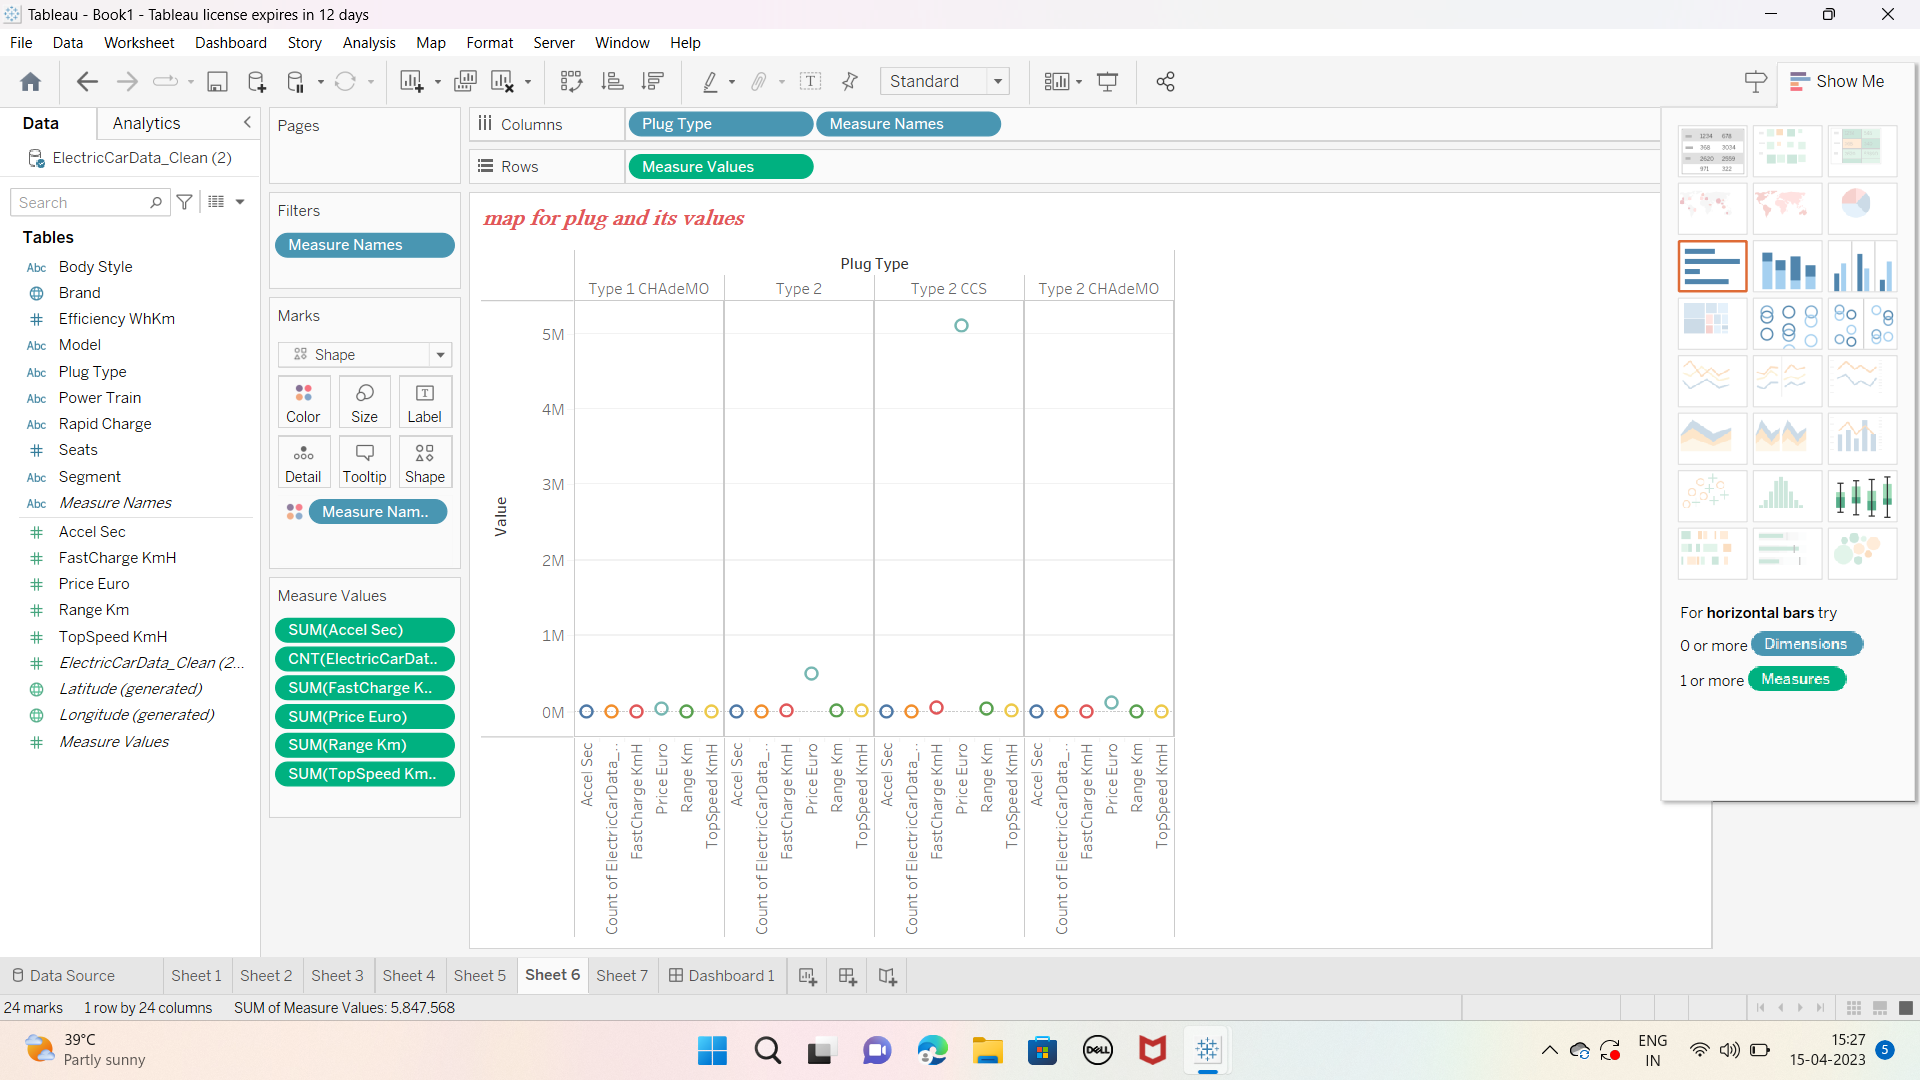 Tableau - Book1 - Tableau license expires in 12 days
File Data Worksheet Dashboard Story Analysis Map Format Server Window Help
Standard
Show Me
Data Analytics
ElectricCarData_Clean (2)
Search
Tables
Abc Body Style
Brand
# Efficiency WhKm
Abc Model
Abc Plug Type
Abc Power Train
Abc Rapid Charge
# Seats
Abc Segment
Abc Measure Names
# Accel Sec
# FastCharge KmH
# Price Euro
# Range Km
# TopSpeed KmH
# ElectricCarData_Clean (2...
Latitude (generated)
Longitude (generated)
# Measure Values
Pages
Filters
Measure Names
Marks
Shape
Color Size Label
Detail Tooltip Shape
Measure Nam..
Measure Values
SUM(Accel Sec)
CNT(ElectricCarDat..
SUM(FastCharge K..
SUM(Price Euro)
SUM(Range Km)
SUM(TopSpeed Km..
Columns Plug Type Measure Names
Rows Measure Values
map for plug and its values
Plug Type
Type 1 CHAdeMO Type 2 Type 2 CCS Type 2 CHAdeMO
5M
4M
3M
2M
1M
0M
Value
Accel Sec
Count of ElectricCarData_..
FastCharge KmH
Price Euro
Range Km
TopSpeed KmH
Accel Sec
Count of ElectricCarData_..
FastCharge KmH
Price Euro
Range Km
TopSpeed KmH
Accel Sec
Count of ElectricCarData_..
FastCharge KmH
Price Euro
Range Km
TopSpeed KmH
Accel Sec
Count of ElectricCarData_..
FastCharge KmH
Price Euro
Range Km
TopSpeed KmH
1234 678
368 3034
2620 2559
971 322
For horizontal bars try
0 or more Dimensions
1 or more Measures
Data Source Sheet 1 Sheet 2 Sheet 3 Sheet 4 Sheet 5 Sheet 6 Sheet 7 Dashboard 1
24 marks 1 row by 24 columns SUM of Measure Values: 5,847,568
39°C
Partly sunny
DELL
ENG
IN
15:27
15-04-2023
5